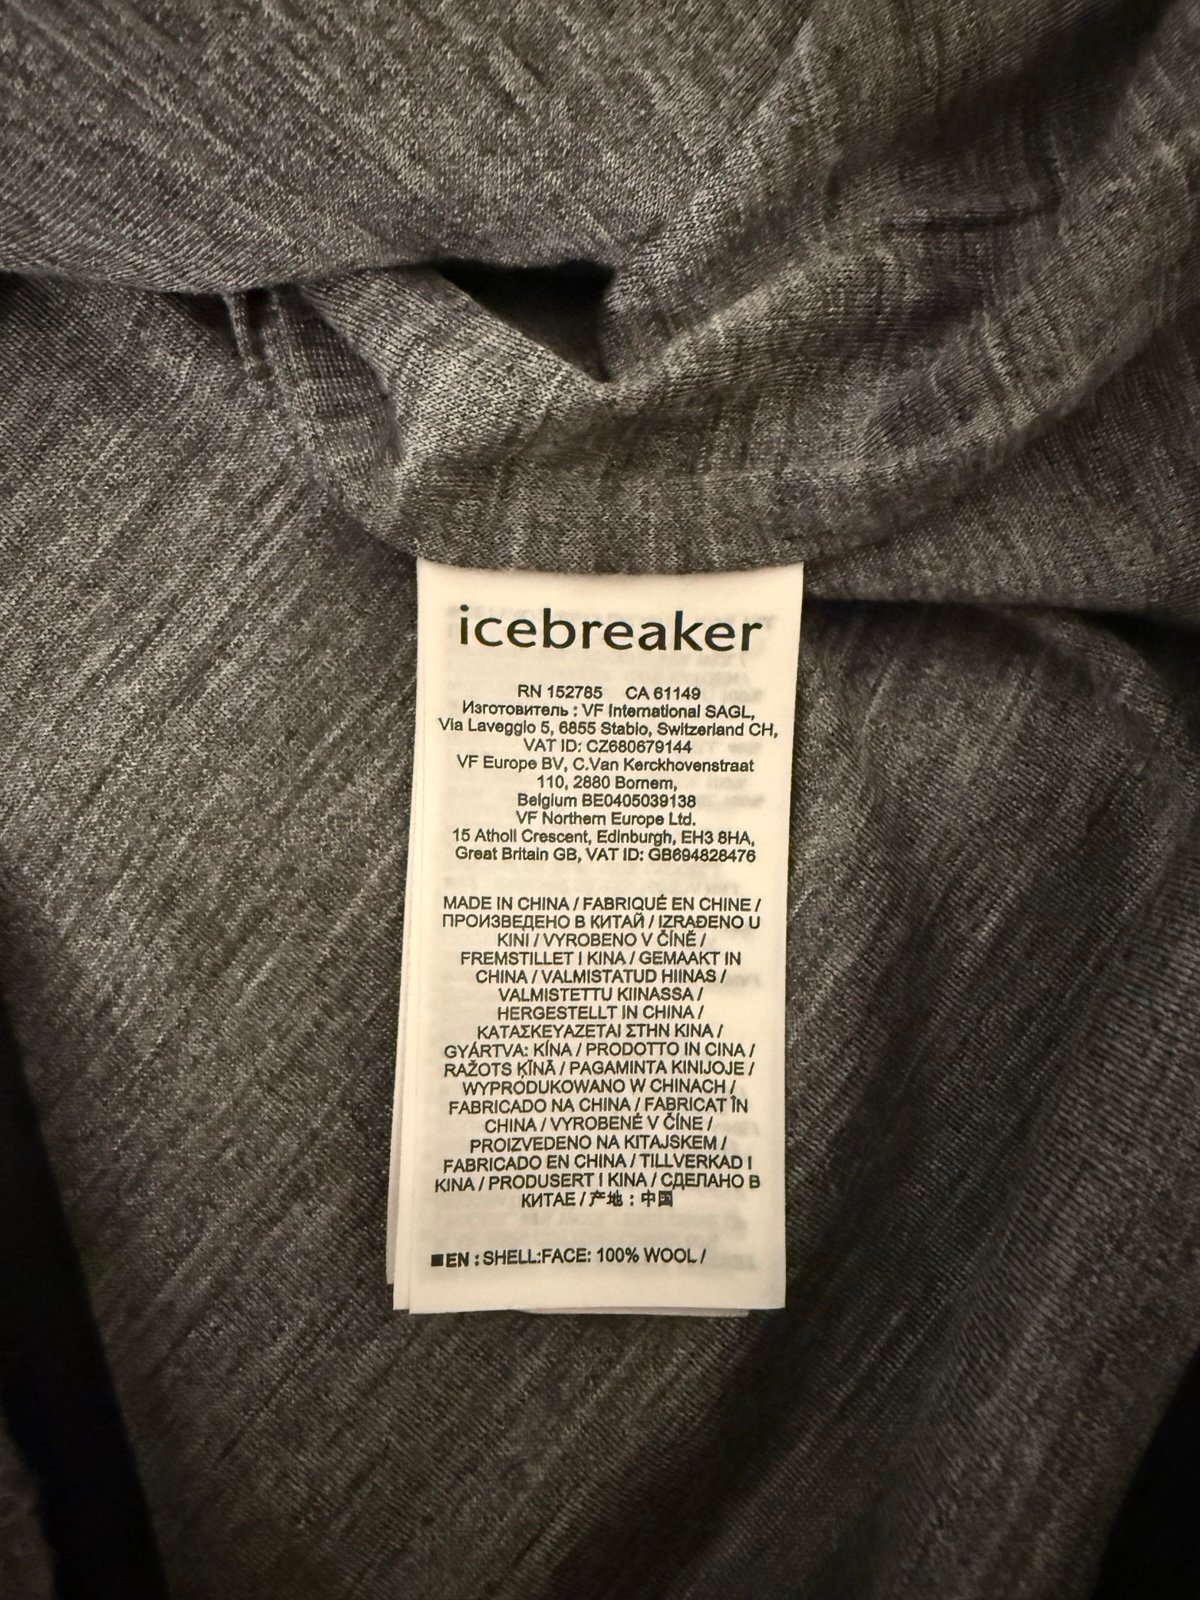 icebreaker
RN 152785 CA 61149
Изготовитель : VF International SAGL,
Via Laveggio 5, 6855 Stabio, Switzerland CH,
VAT ID: CZ680679144
VF Europe BV, C.Van Kerckhovenstraat
110, 2880 Bornem,
Belgium BE0405039138
VF Northern Europe Ltd.
15 Atholl Crescent, Edinburgh, EH3 8HA,
Great Britain GB, VAT ID: GB694828476
MADE IN CHINA / FABRIQUÉ EN CHINE /
ПРОИЗВЕДЕНО В КИТАЙ / IZRAĐENO U
KINI / VYROBENO V ČÍNĚ /
FREMSTILLET I KINA / GEMAAKT IN
CHINA / VALMISTATUD HIINAS /
VALMISTETTU KIINASSA /
HERGESTELLT IN CHINA /
ΚΑΤΑΣΚΕΥΑΖΕΤΑΙ ΣΤΗΝ ΚΙΝΑ /
GYÁRTVA: KÍNA / PRODOTTO IN CINA /
RAŽOTS ĶĪNĀ / PAGAMINTA KINIJOJE /
WYPRODUKOWANO W CHINACH /
FABRICADO NA CHINA / FABRICAT ÎN
CHINA / VYROBENÉ V ČÍNE /
PROIZVEDENO NA KITAJSKEM /
FABRICADO EN CHINA / TILLVERKAD I
KINA / PRODUSERT I KINA / СДЕЛАНО В
КИТАЕ / 产地 : 中国
■EN : SHELL:FACE: 100% WOOL /